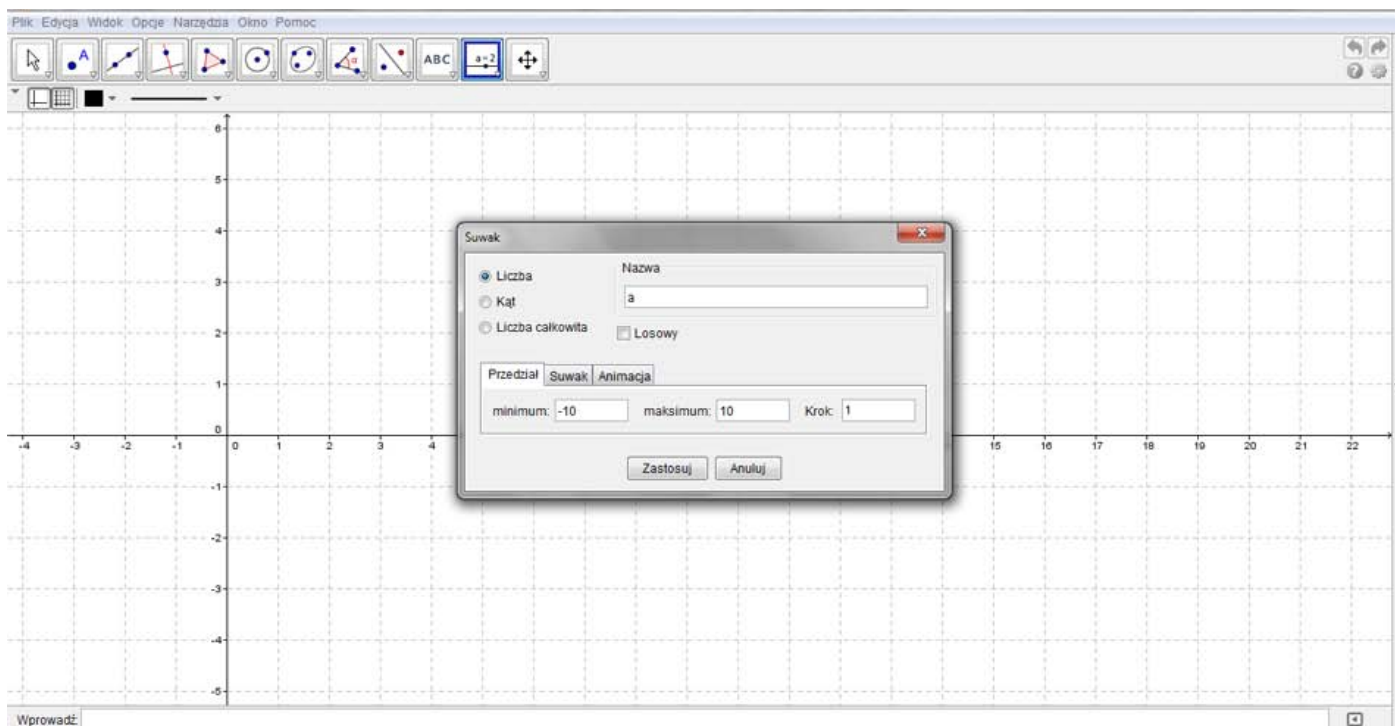 Plik Edycja Widok Opcje Narzędzia Okno Pomoc
A α ABC a=2
6
5
4
3
2
1
0
-4 -3 -2 -1 0 1 2 3 4 15 16 17 18 19 20 21 22
-1
-2
-3
-4
-5
Suwak
Liczba
Kąt
Liczba całkowita
Nazwa
a
Losowy
Przedział Suwak Animacja
minimum: -10 maksimum: 10 Krok: 1
Zastosuj Anuluj
Wprowadź: